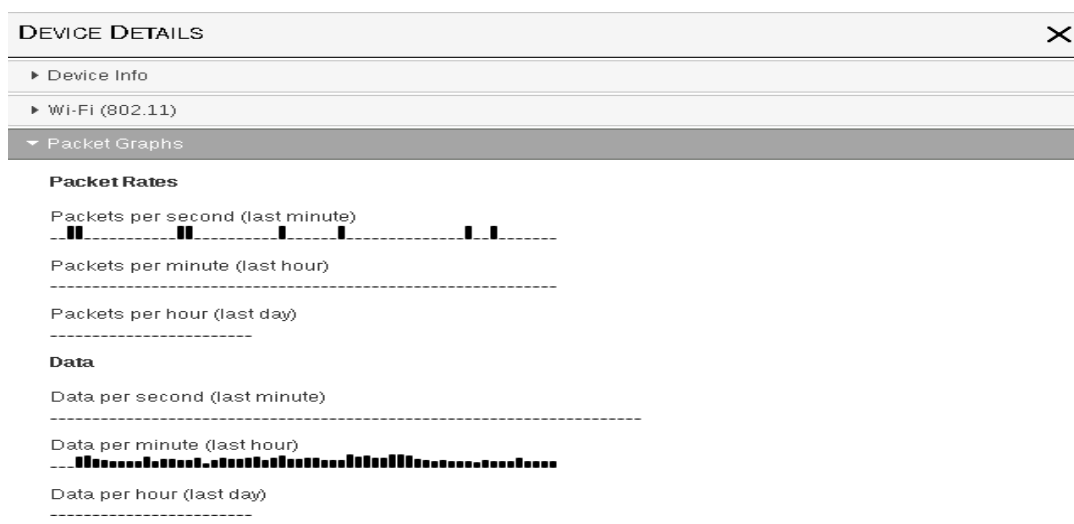 DEVICE DETAILS
Device Info
Wi-Fi (802.11)
Packet Graphs
Packet Rates
Packets per second (last minute)
Packets per minute (last hour)
Packets per hour (last day)
Data
Data per second (last minute)
Data per minute (last hour)
Data per hour (last day)